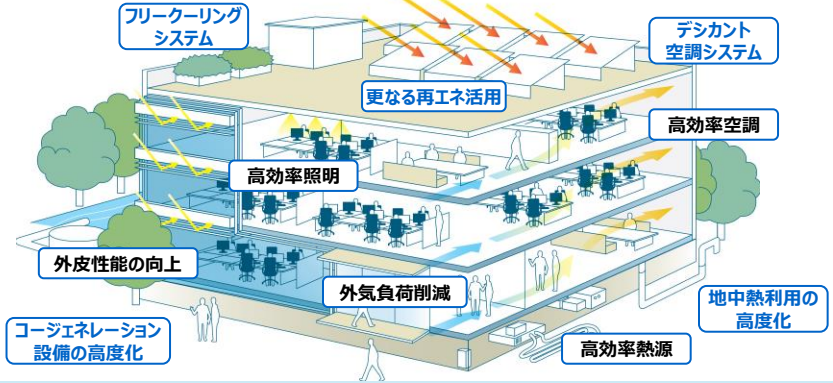 フリークーリング
システム
デシカント
空調システム
更なる再エネ活用
高効率空調
高効率照明
外皮性能の向上
外気負荷削減
地中熱利用の
高度化
コージェネレーション
設備の高度化
高効率熱源